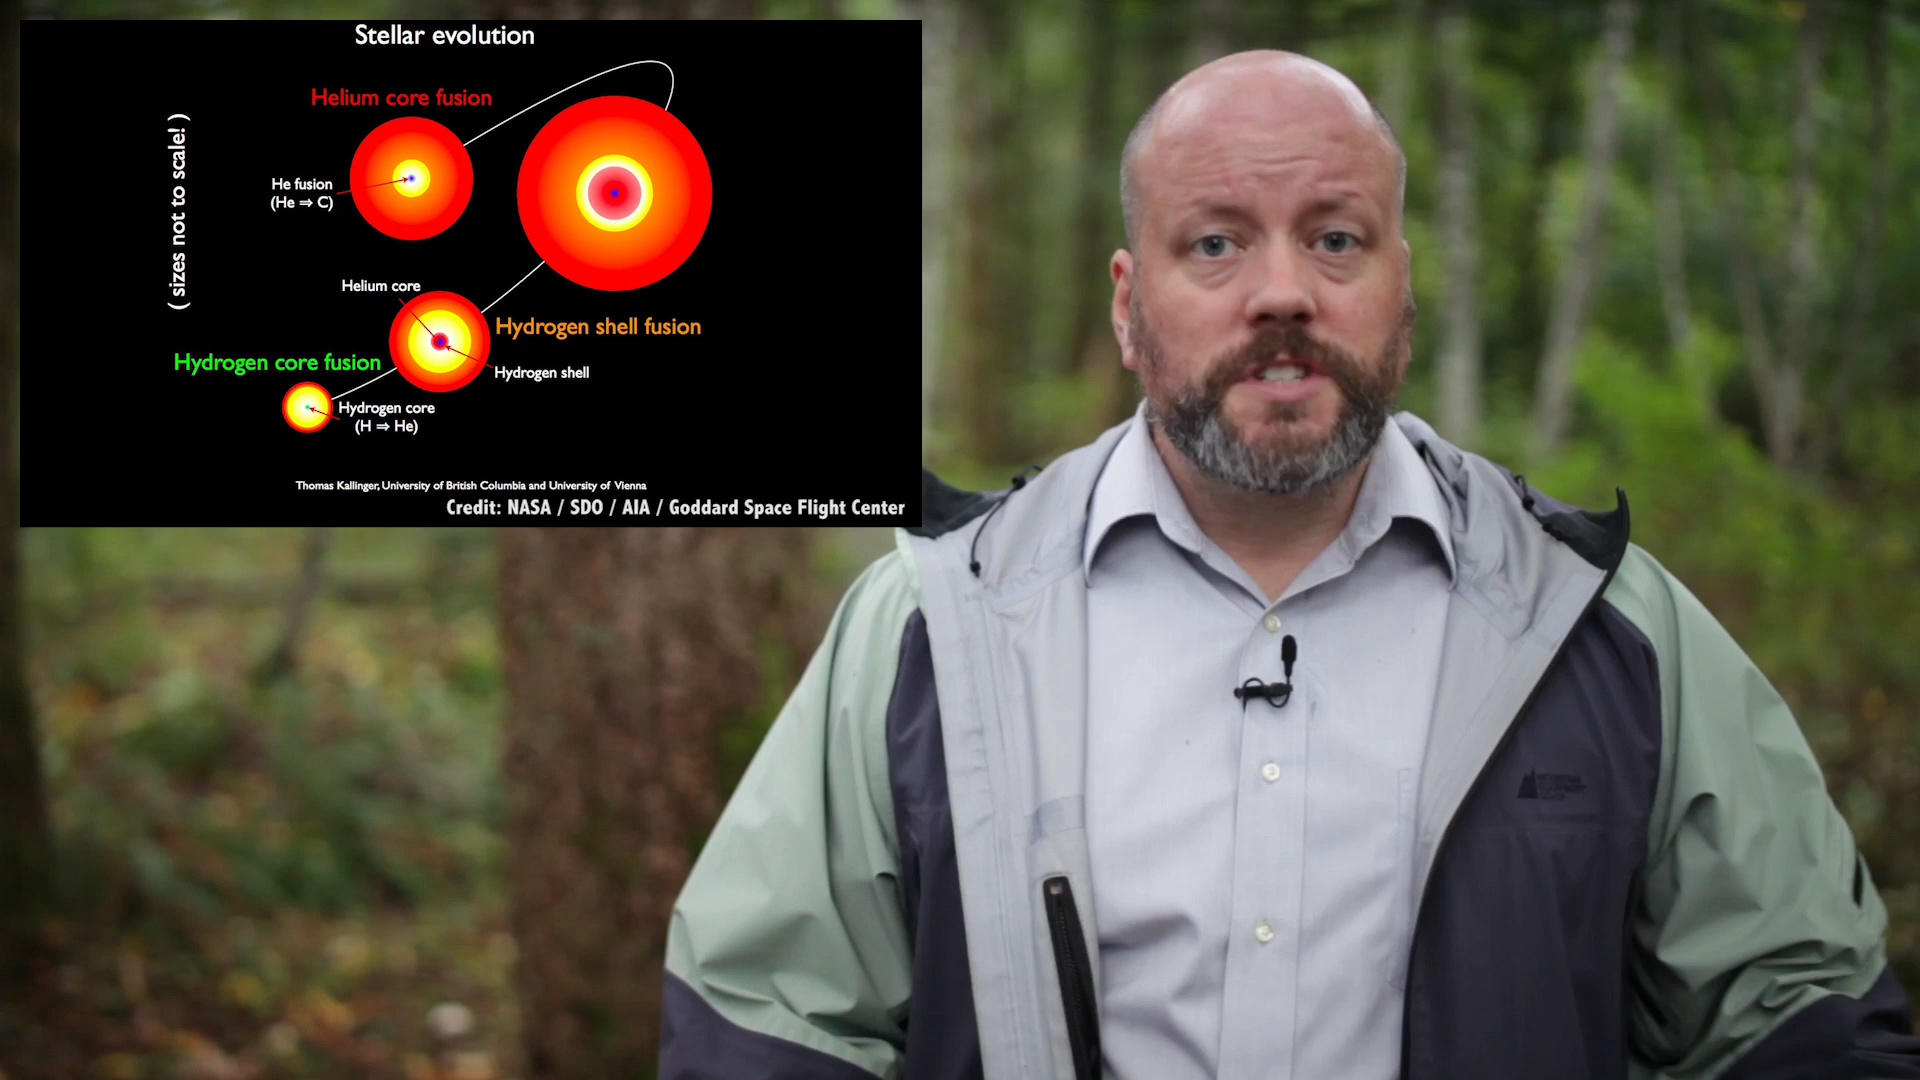 Stellar evolution
Helium core fusion
( sizes not to scale! )
He fusion
(He ⇒ C)
Helium core
Hydrogen shell fusion
Hydrogen core fusion
Hydrogen shell
Hydrogen core
(H ⇒ He)
Thomas Kallinger, University of British Columbia and University of Vienna
Credit: NASA / SDO / AIA / Goddard Space Flight Center